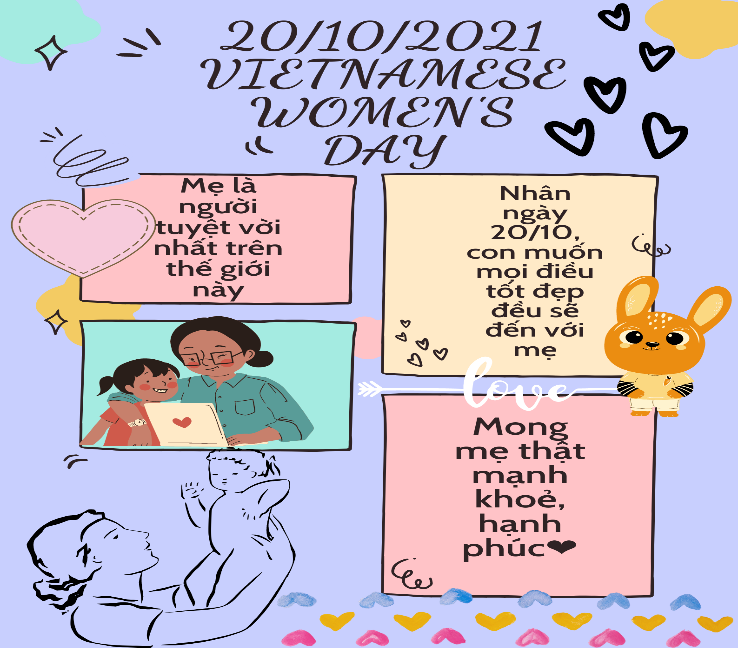 20/10/2021
VIETNAMESE
WOMEN'S
DAY
Mẹ là
người
tuyệt vời
nhất trên
thế giới
này
Nhân
ngày
20/10,
con muốn
mọi điều
tốt đẹp
đều sẽ
đến với
mẹ
love
Mong
mẹ thật
mạnh
khoẻ,
hạnh
phúc❤